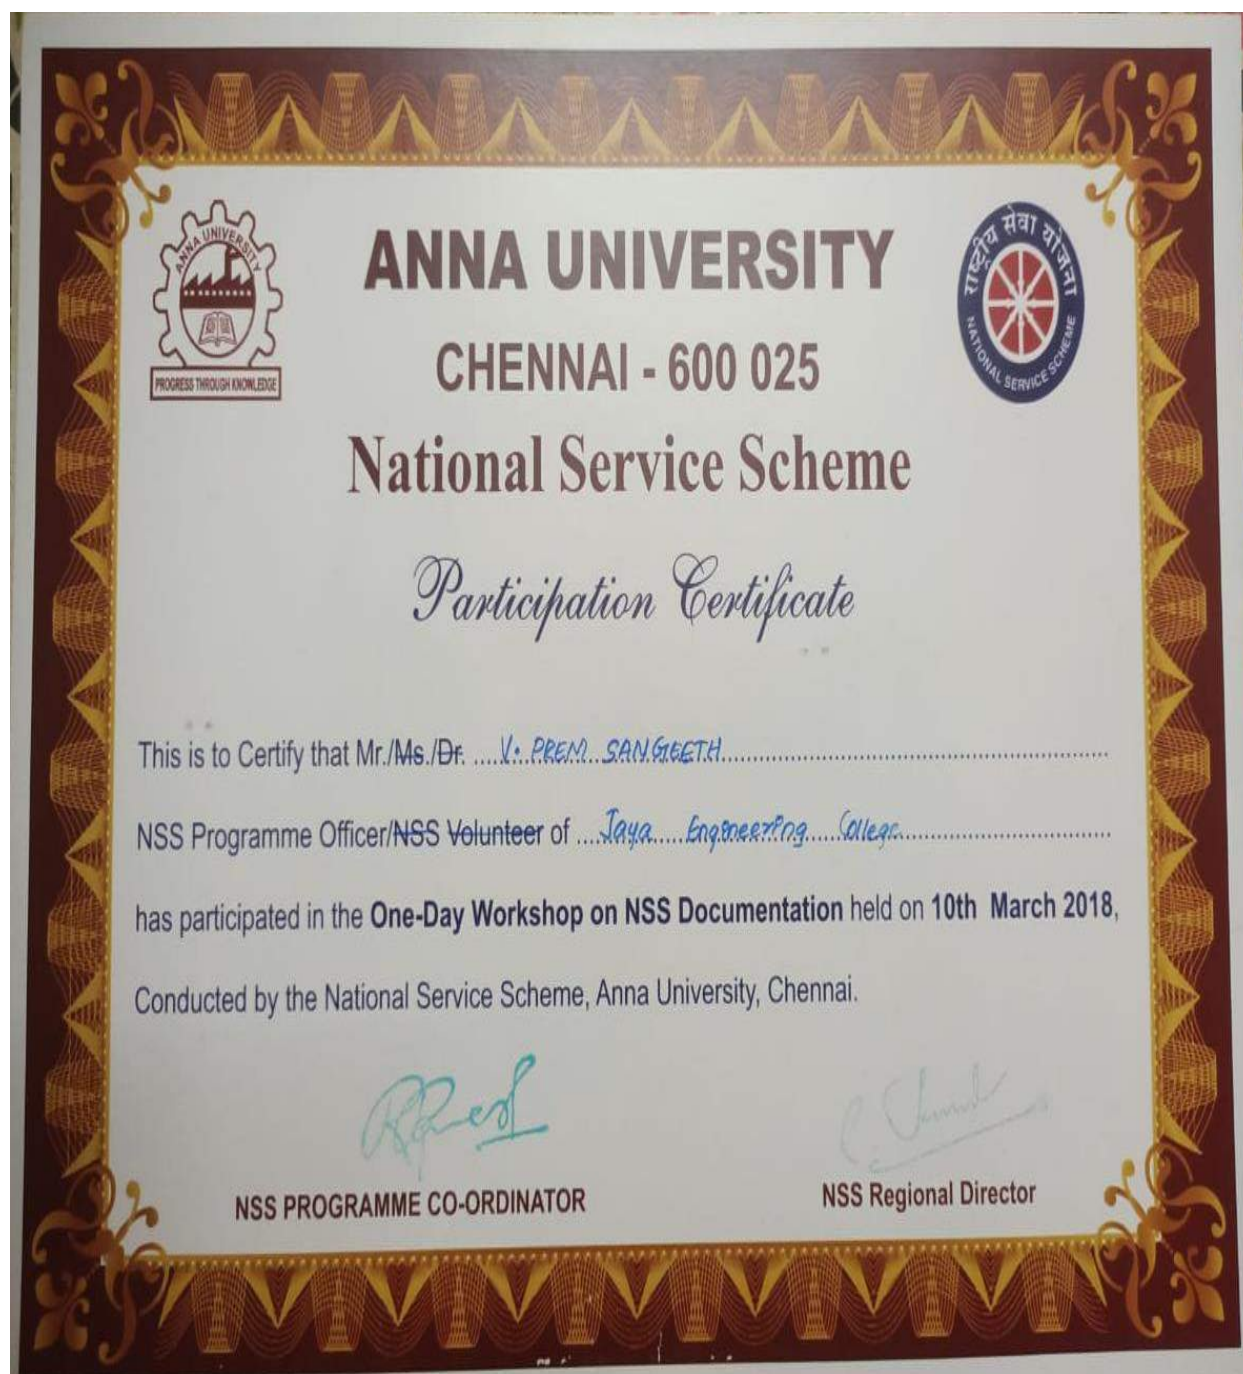 ANNA UNIVERSITY
PROGRESS THROUGH KNOWLEDGE
ANNA UNIVERSITY
CHENNAI - 600 025
राष्ट्रीय सेवा योजना
NATIONAL SERVICE SCHEME
National Service Scheme
Participation Certificate
This is to Certify that Mr./Ms./Dr. ....V. PREM SANGEETH....
NSS Programme Officer/NSS Volunteer of ....Jaya Engineering College....
has participated in the One-Day Workshop on NSS Documentation held on 10th March 2018,
Conducted by the National Service Scheme, Anna University, Chennai.
NSS PROGRAMME CO-ORDINATOR
NSS Regional Director